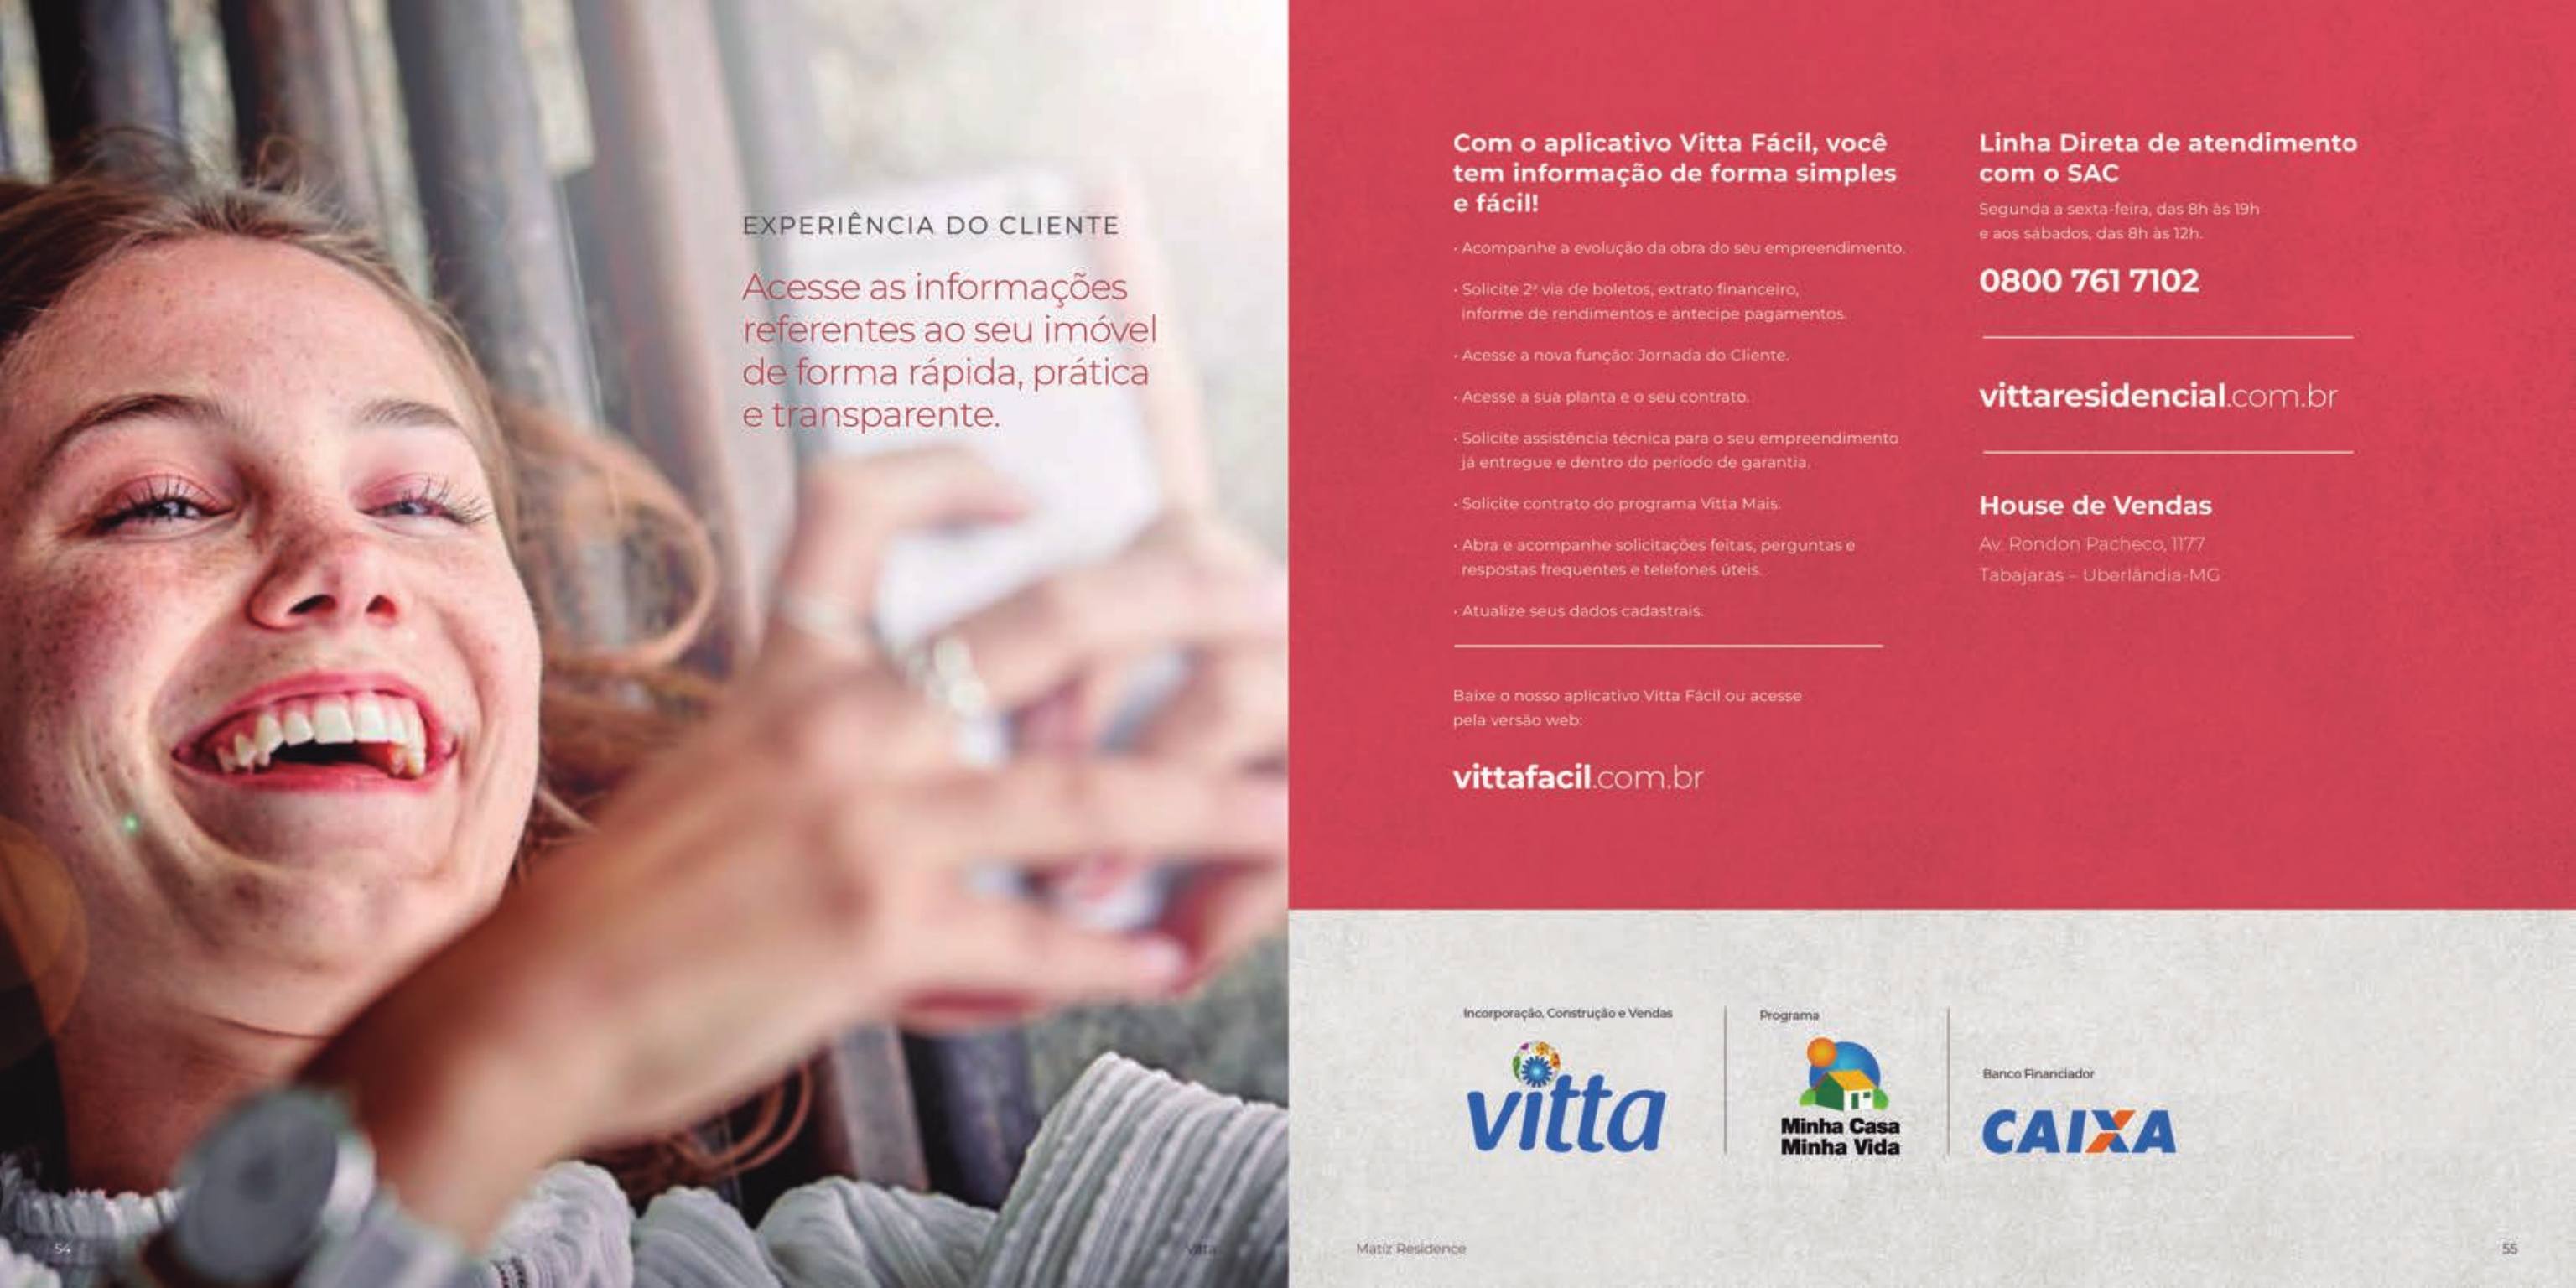 EXPERIÊNCIA DO CLIENTE
Acesse as informações
referentes ao seu imóvel
de forma rápida, prática
e transparente.
54
vitta
Com o aplicativo Vitta Fácil, você
tem informação de forma simples
e fácil!
· Acompanhe a evolução da obra do seu empreendimento.
· Solicite 2ª via de boletos, extrato financeiro,
informe de rendimentos e antecipe pagamentos.
· Acesse a nova função: Jornada do Cliente.
· Acesse a sua planta e o seu contrato.
· Solicite assistência técnica para o seu empreendimento
já entregue e dentro do período de garantia.
· Solicite contrato do programa Vitta Mais.
· Abra e acompanhe solicitações feitas, perguntas e
respostas frequentes e telefones úteis.
· Atualize seus dados cadastrais.
Baixe o nosso aplicativo Vitta Fácil ou acesse
pela versão web:
vittafacil.com.br
Linha Direta de atendimento
com o SAC
Segunda a sexta-feira, das 8h às 19h
e aos sábados, das 8h às 12h.
0800 761 7102
vittaresidencial.com.br
House de Vendas
Av. Rondon Pacheco, 1177
Tabajaras – Uberlândia-MG
Incorporação, Construção e Vendas
vitta
Programa
Minha Casa
Minha Vida
Banco Financiador
CAIXA
Matiz Residence
55